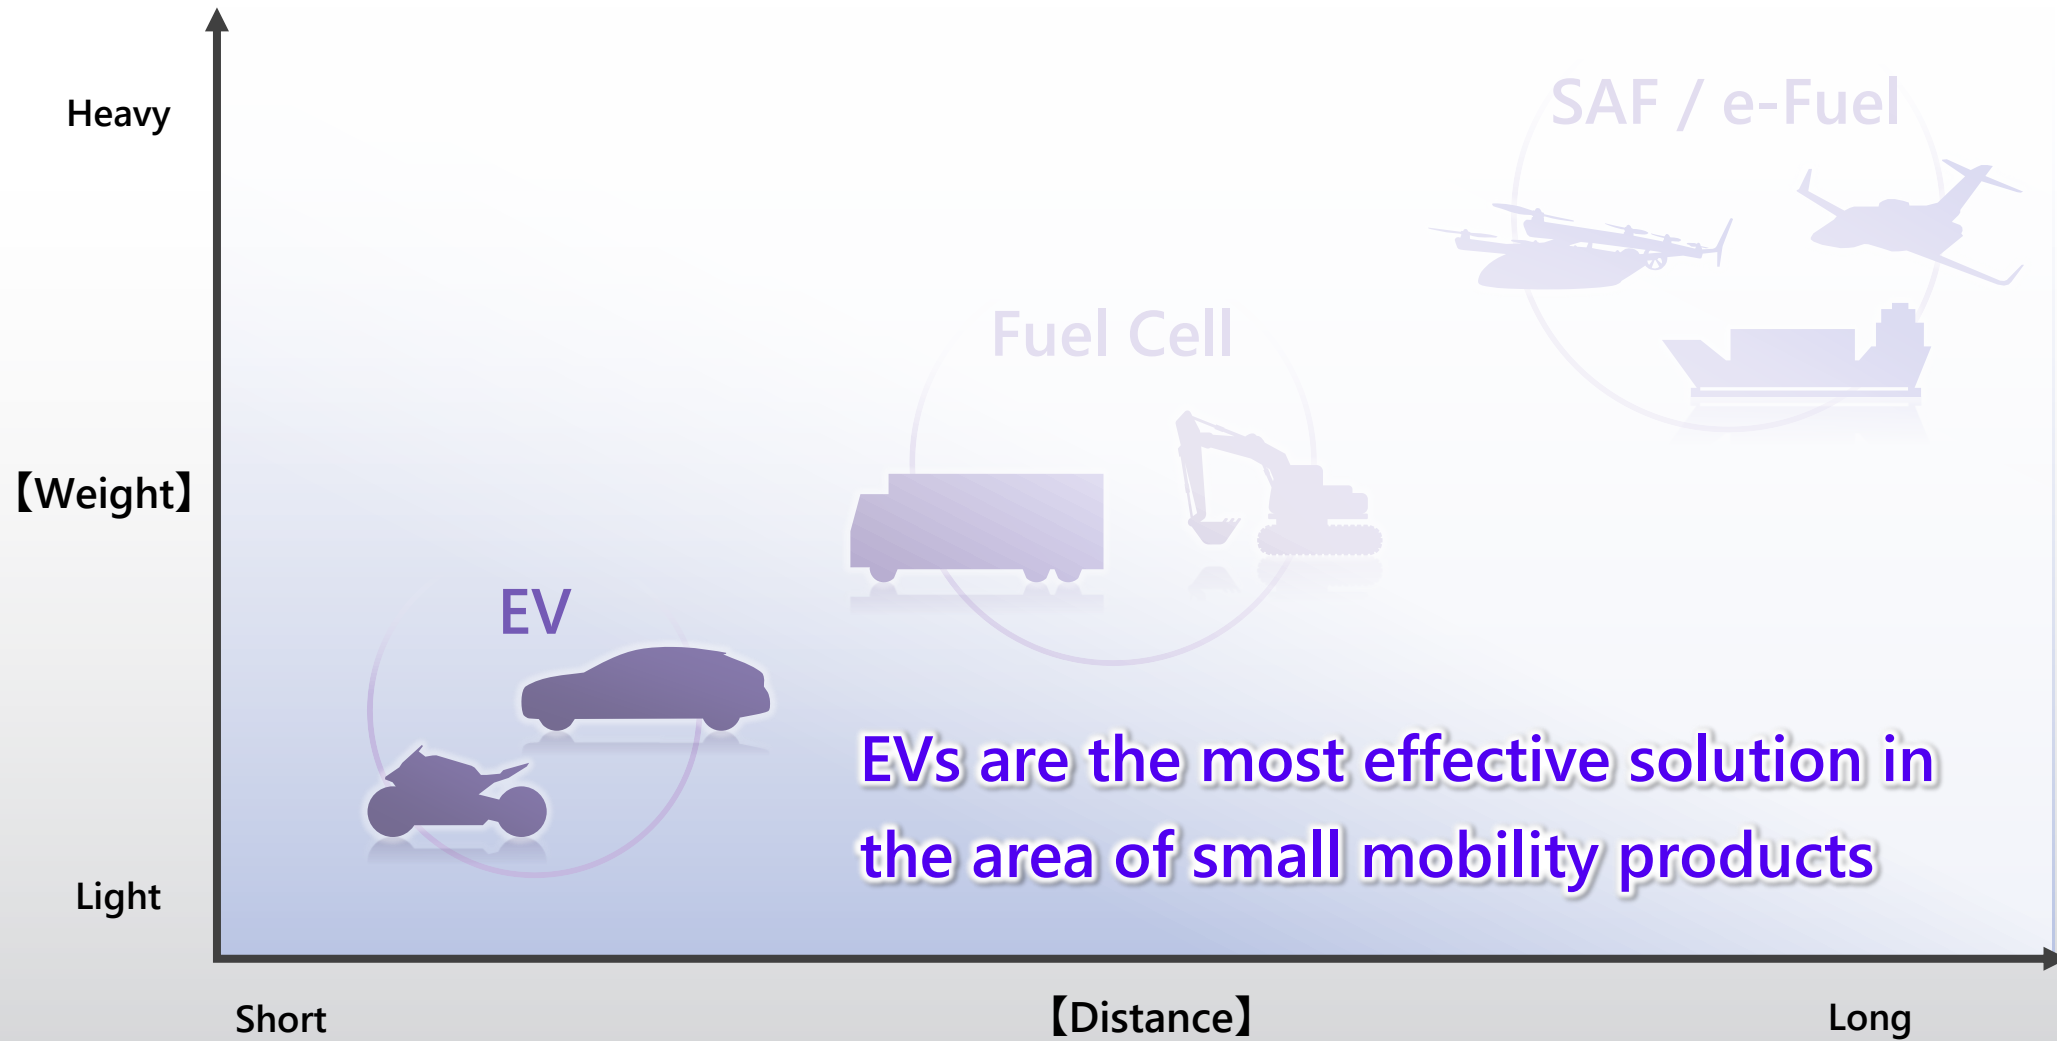 Heavy
SAF / e-Fuel
Fuel Cell
【Weight】
EV
EVs are the most effective solution in
the area of small mobility products
Light
Short
【Distance】
Long